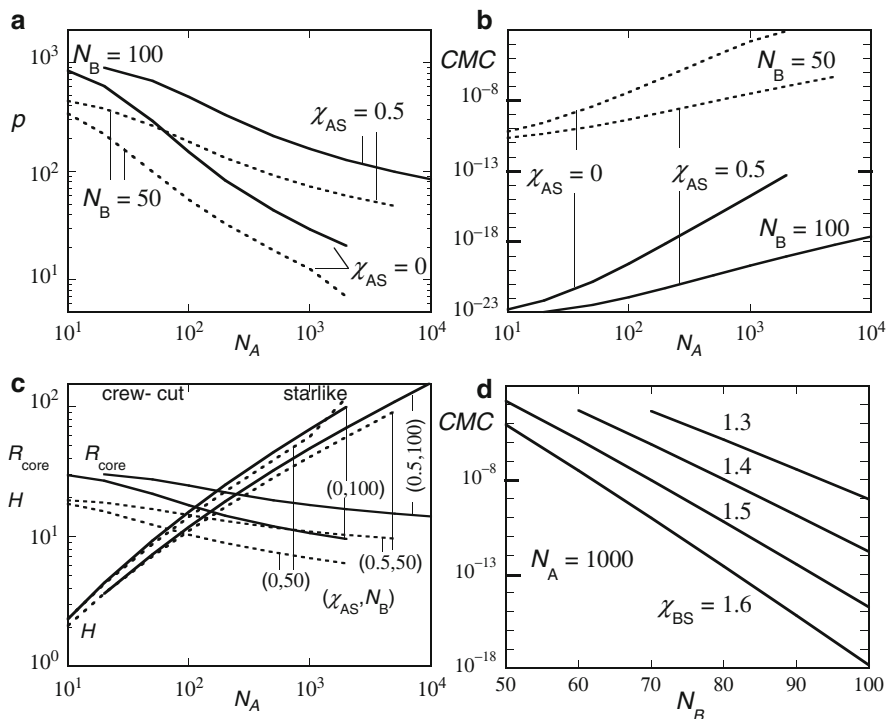 a
10³
N_B = 100
p
χ_AS = 0.5
10²
N_B = 50
10¹
χ_AS = 0
10¹ 10² 10³ 10⁴
N_A
b
CMC
N_B = 50
10⁻⁸
10⁻¹³
χ_AS = 0
χ_AS = 0.5
10⁻¹⁸
N_B = 100
10⁻²³
10¹ 10² 10³ 10⁴
N_A
c
crew- cut starlike
10²
R_core
R_core
H
(0,100)
(0.5,100)
10¹
(0,50)
(0.5,50)
(χ_AS,N_B)
H
10⁰
10¹ 10² 10³ 10⁴
N_A
d
CMC
1.3
10⁻⁸
1.4
1.5
10⁻¹³
N_A = 1000
χ_BS = 1.6
10⁻¹⁸
50 60 70 80 90 100
N_B